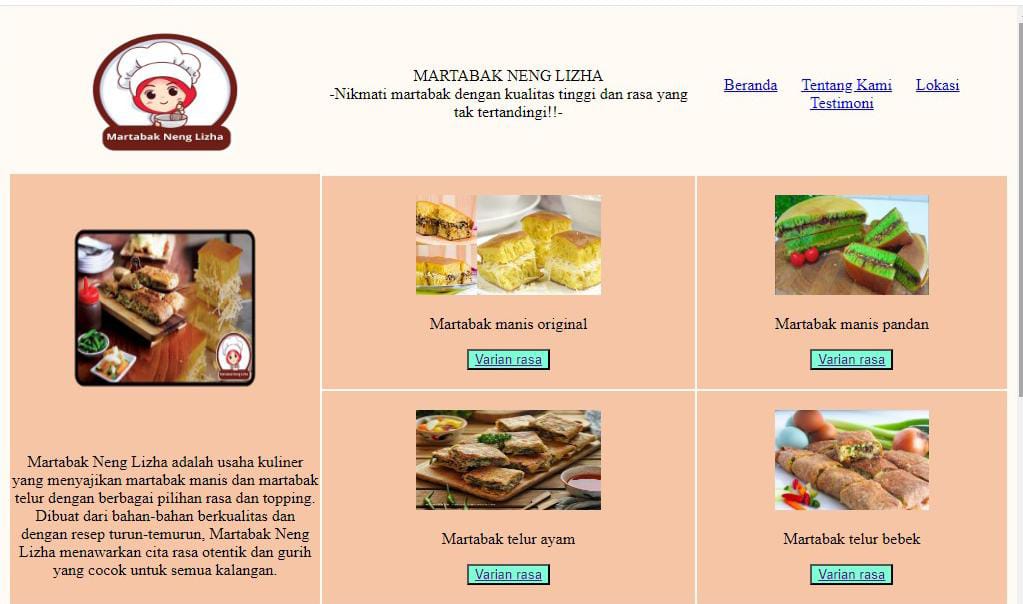 Martabak Neng Lizha
MARTABAK NENG LIZHA
-Nikmati martabak dengan kualitas tinggi dan rasa yang
tak tertandingi!!-
Beranda Tentang Kami Lokasi
Testimoni
Martabak Neng Lizha adalah usaha kuliner
yang menyajikan martabak manis dan martabak
telur dengan berbagai pilihan rasa dan topping.
Dibuat dari bahan-bahan berkualitas dan
dengan resep turun-temurun, Martabak Neng
Lizha menawarkan cita rasa otentik dan gurih
yang cocok untuk semua kalangan.
Martabak manis original
Varian rasa
Martabak manis pandan
Varian rasa
Martabak telur ayam
Varian rasa
Martabak telur bebek
Varian rasa